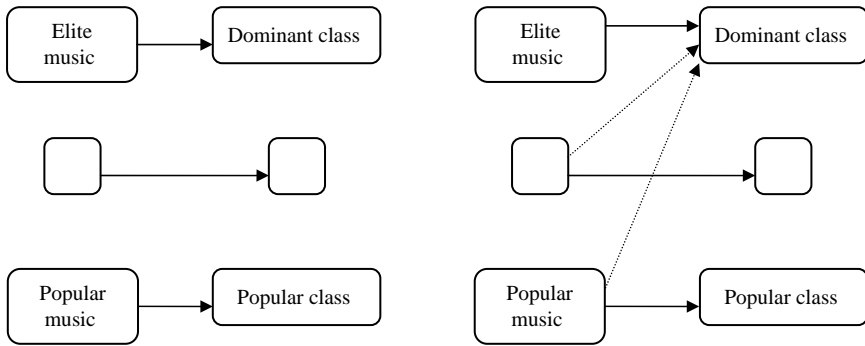 Elite
music
Dominant class
Elite
music
Dominant class
Popular
music
Popular class
Popular
music
Popular class